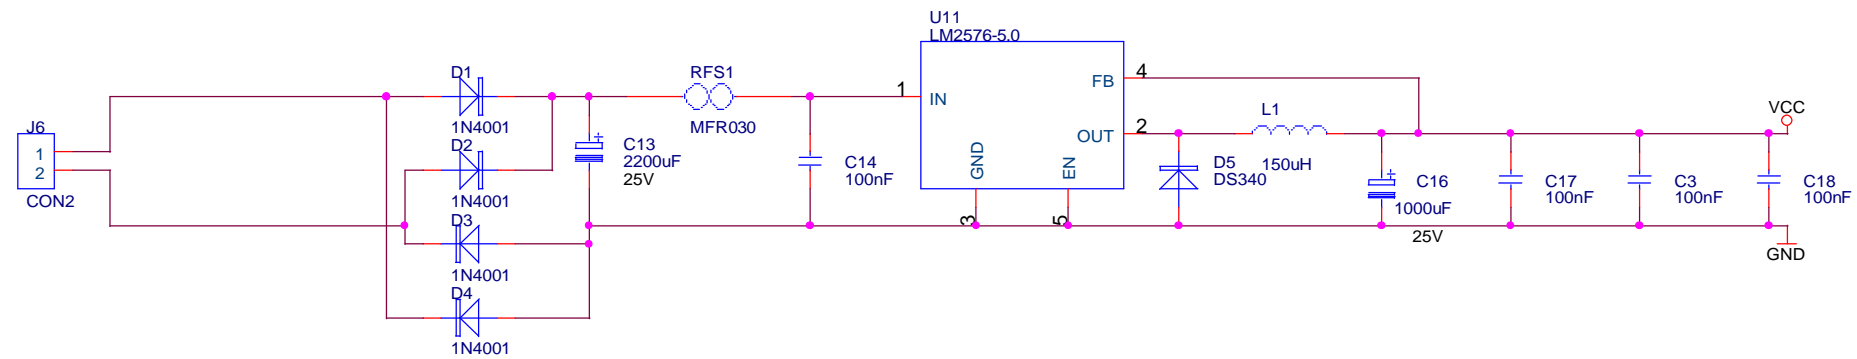 J6
1
2
CON2
D1
1N4001
D2
1N4001
D3
1N4001
D4
1N4001
C13
2200uF
25V
RFS1
MFR030
C14
100nF
U11
LM2576-5.0
1
IN
FB
4
OUT
2
GND
3
EN
5
D5
DS340
L1
150uH
C16
1000uF
25V
C17
100nF
C3
100nF
C18
100nF
VCC
GND